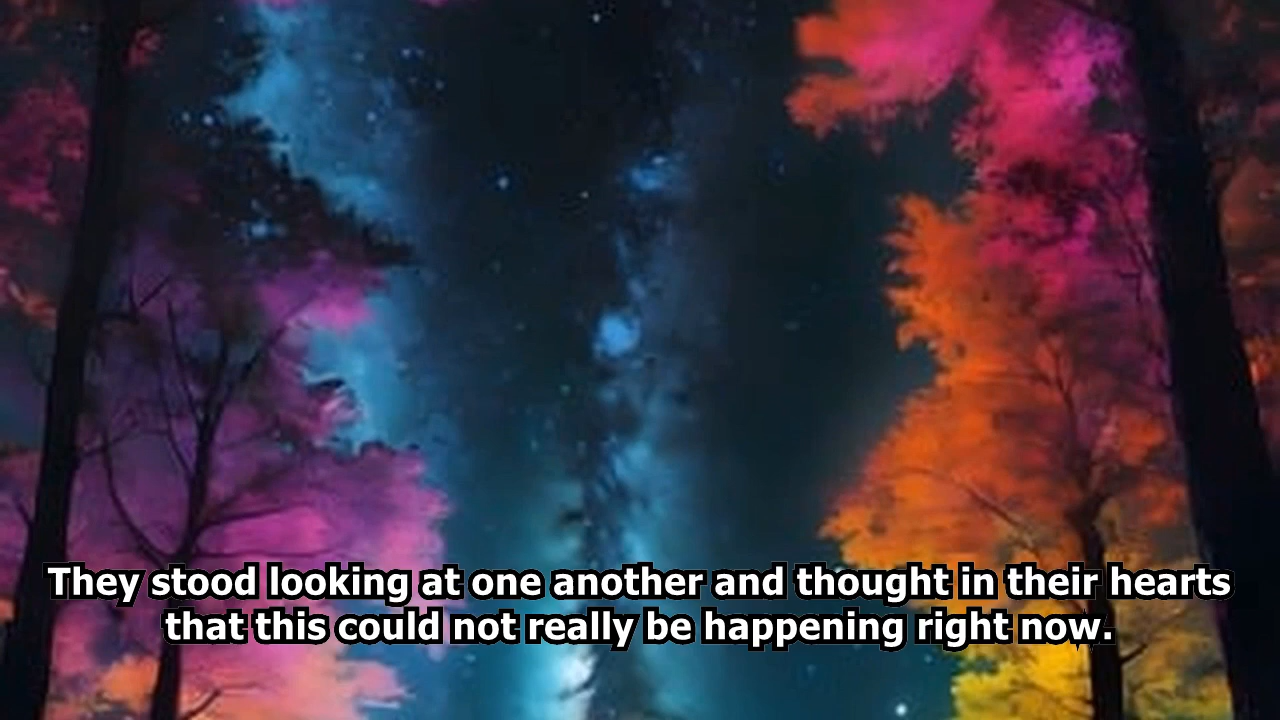 They stood looking at one another and thought in their hearts
that this could not really be happening right now.